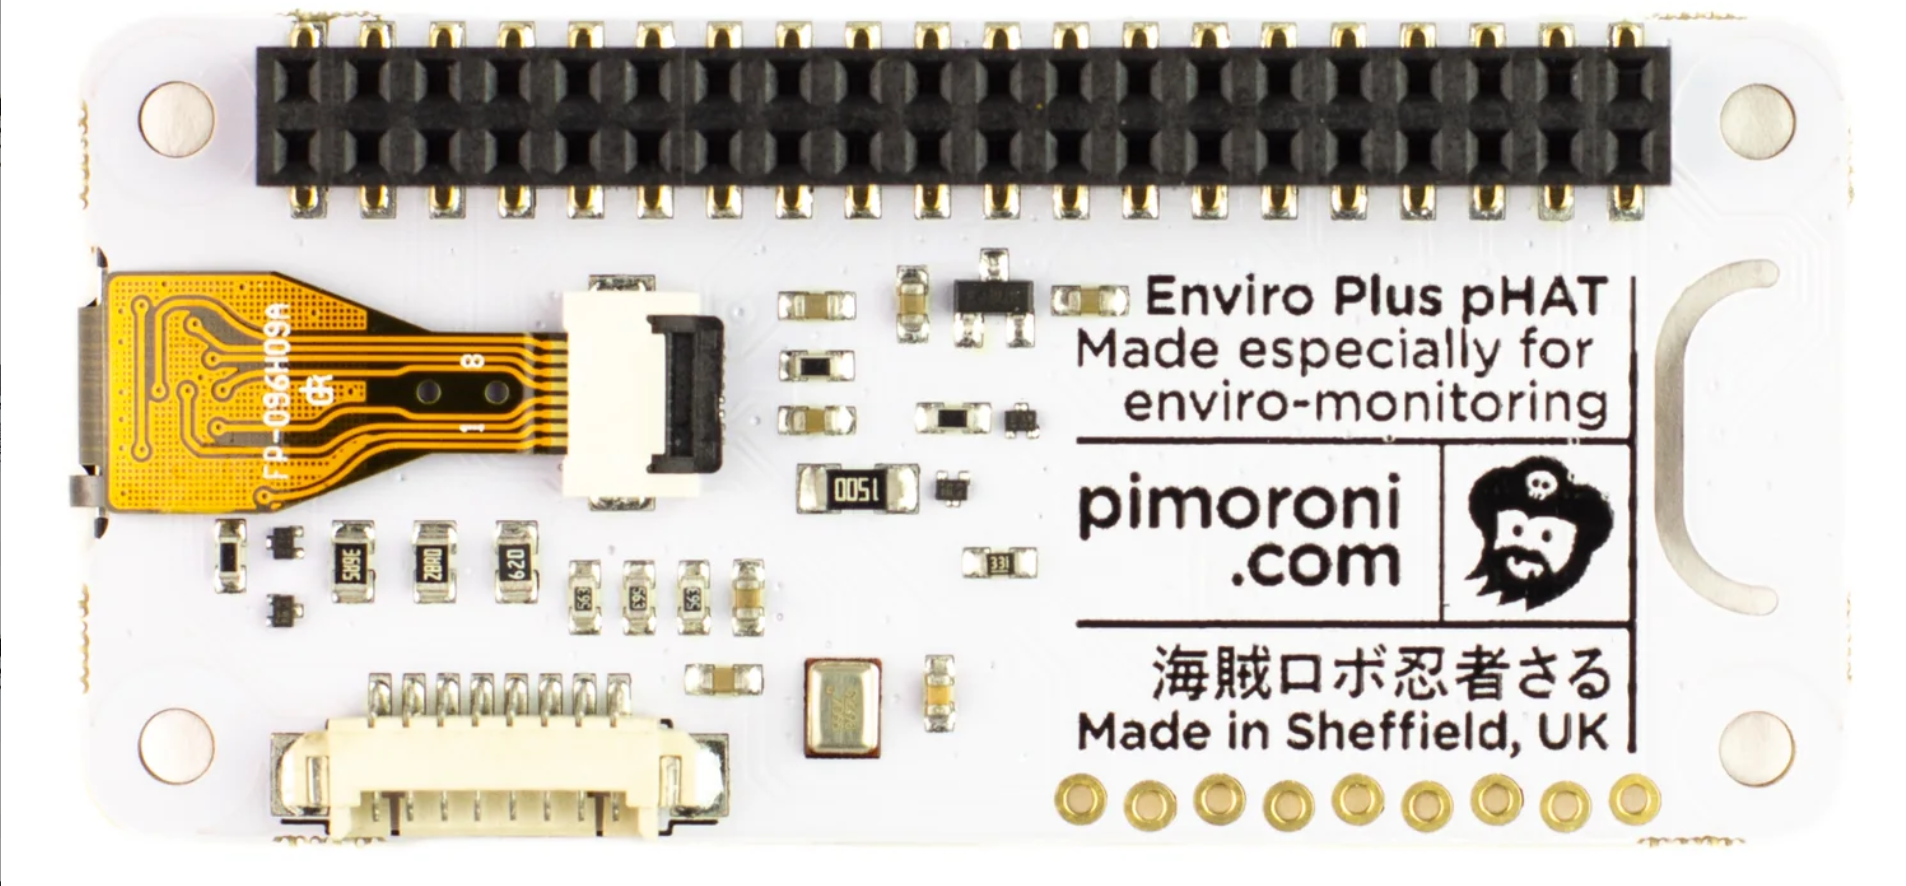 Enviro Plus pHAT
Made especially for
enviro-monitoring
pimoroni
.com
海賊ロボ忍者さる
Made in Sheffield, UK
FP-096H09A
8
1
1500
331
620